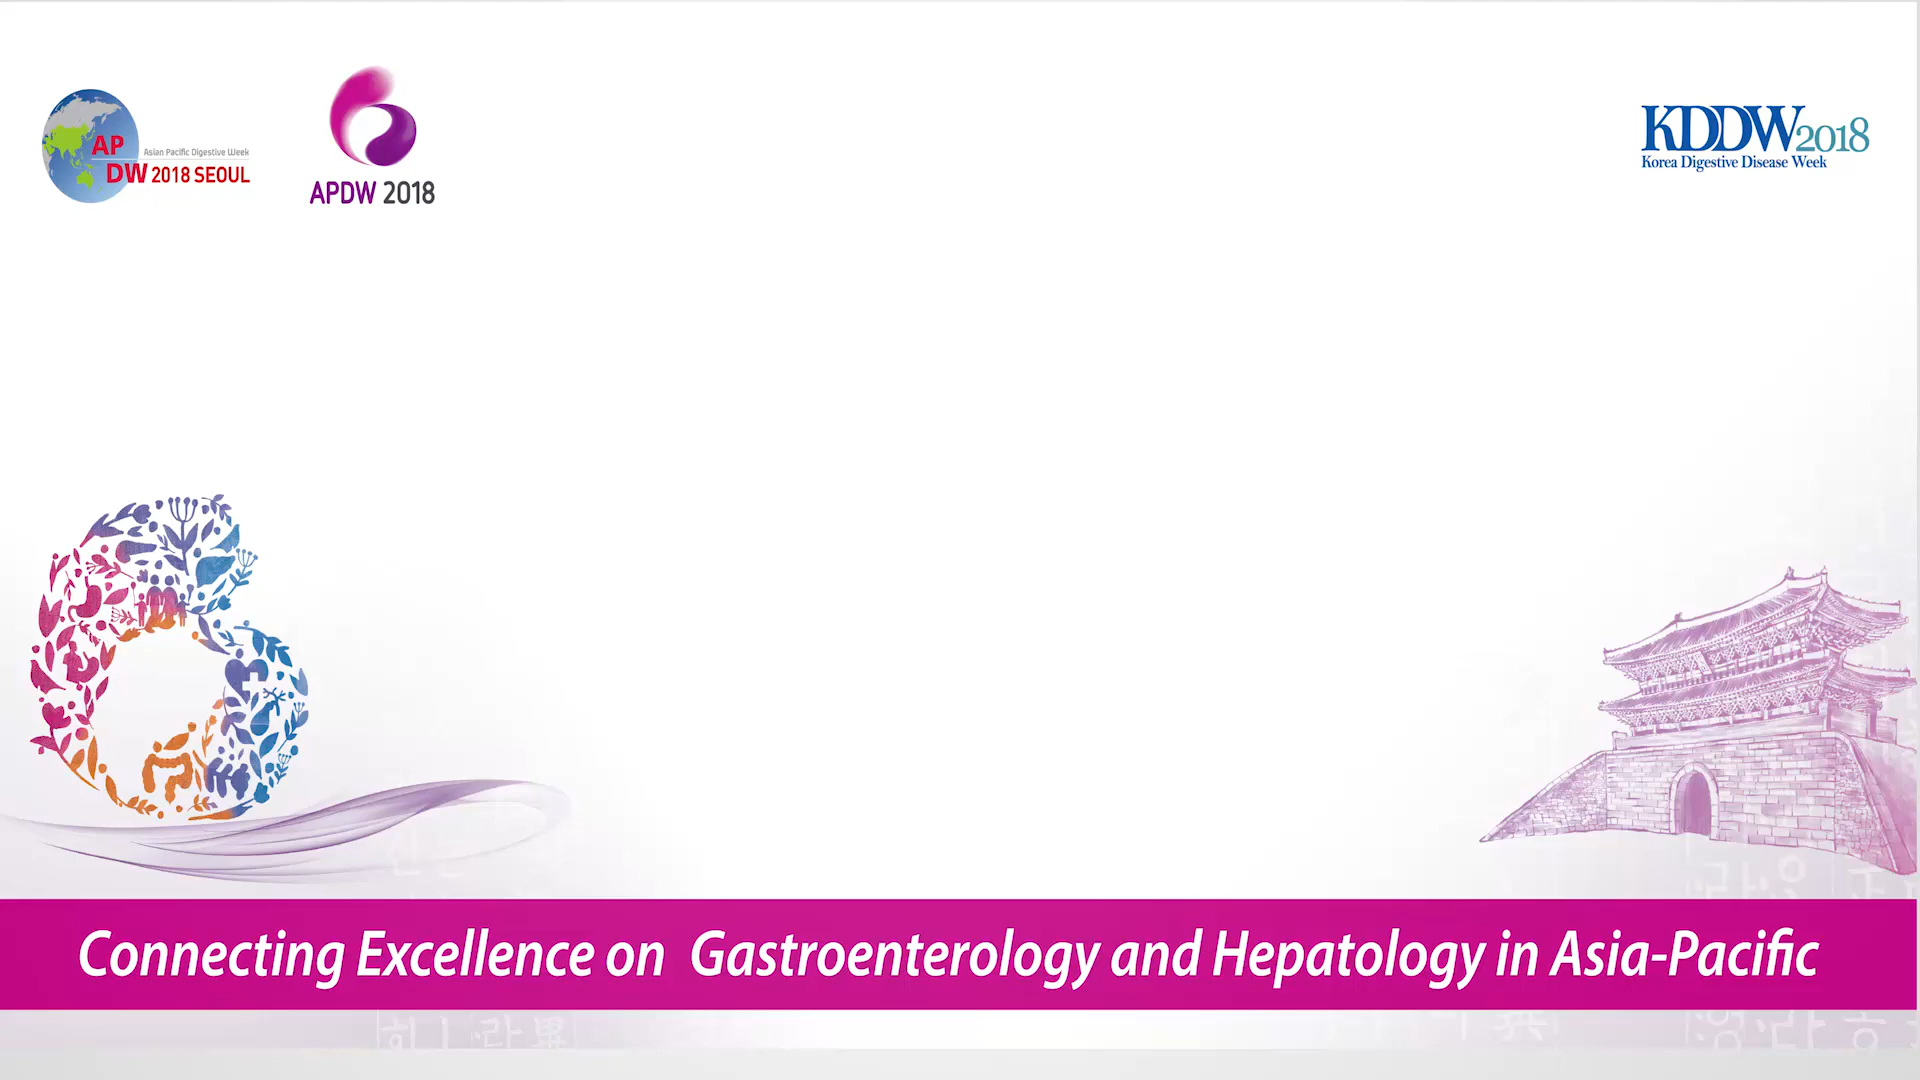 AP
Asian Pacific Digestive Week
DW 2018 SEOUL
APDW 2018
KDDW2018
Korea Digestive Disease Week
Connecting Excellence on Gastroenterology and Hepatology in Asia-Pacific